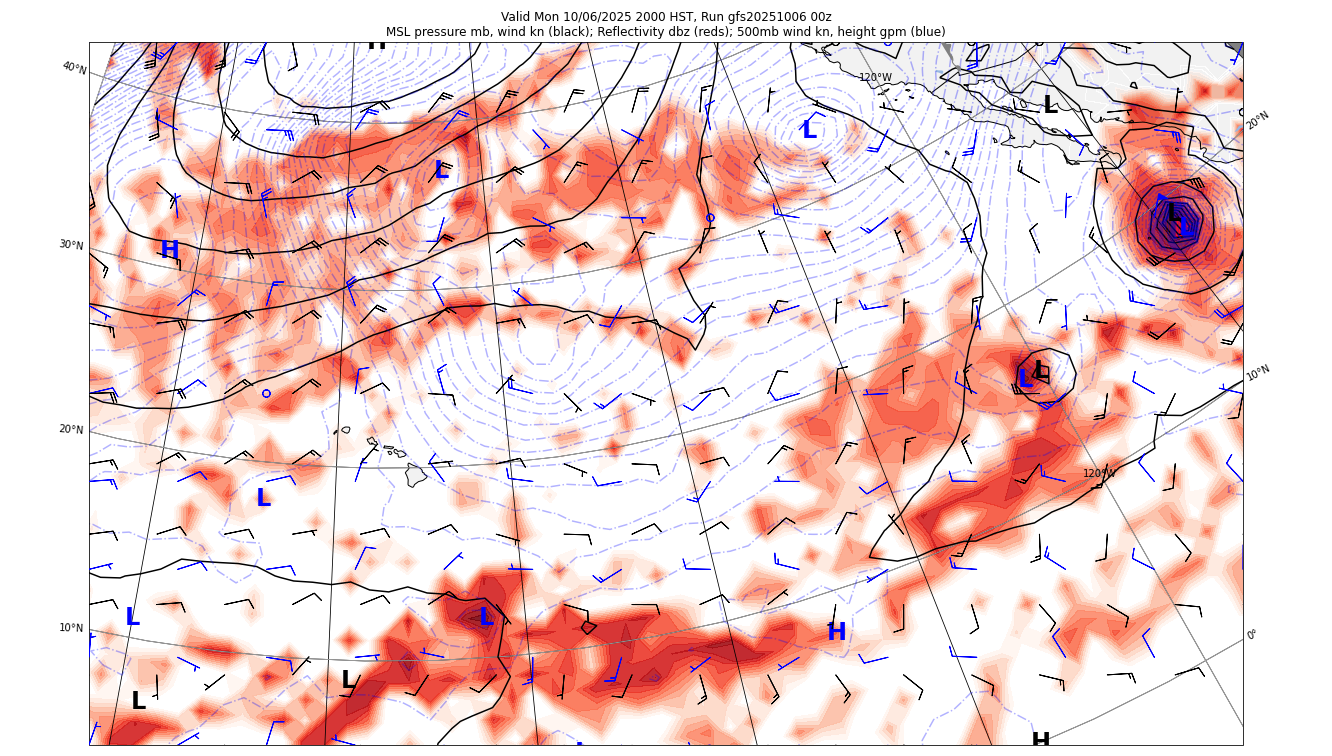 Valid Mon 10/06/2025 2000 HST, Run gfs20251006 00z
MSL pressure mb, wind kn (black); Reflectivity dbz (reds); 500mb wind kn, height gpm (blue)
H
40°N
120°W
L
L
20°N
L
L
L
H
30°N
L
L
10°N
20°N
120°W
L
L
L
10°N
H
0°
L
L
H
L